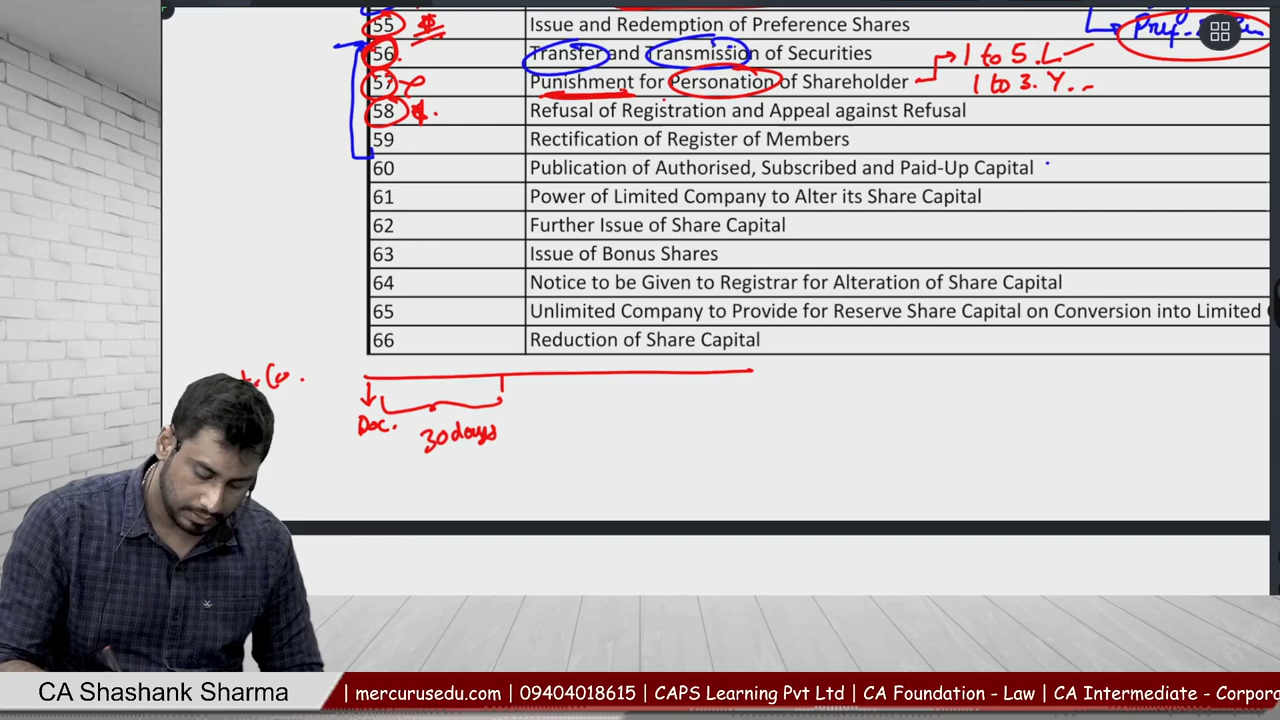 55 Issue and Redemption of Preference Shares
Pref.
56 Transfer and Transmission of Securities
1 to 5. L
57 Punishment for Personation of Shareholder
1 to 3. Y.
58 Refusal of Registration and Appeal against Refusal
59 Rectification of Register of Members
60 Publication of Authorised, Subscribed and Paid-Up Capital
61 Power of Limited Company to Alter its Share Capital
62 Further Issue of Share Capital
63 Issue of Bonus Shares
64 Notice to be Given to Registrar for Alteration of Share Capital
65 Unlimited Company to Provide for Reserve Share Capital on Conversion into Limited
66 Reduction of Share Capital
Co.
Doc.
30 days
CA Shashank Sharma | mercurusedu.com | 09404018615 | CAPS Learning Pvt Ltd | CA Foundation - Law | CA Intermediate - Corpora